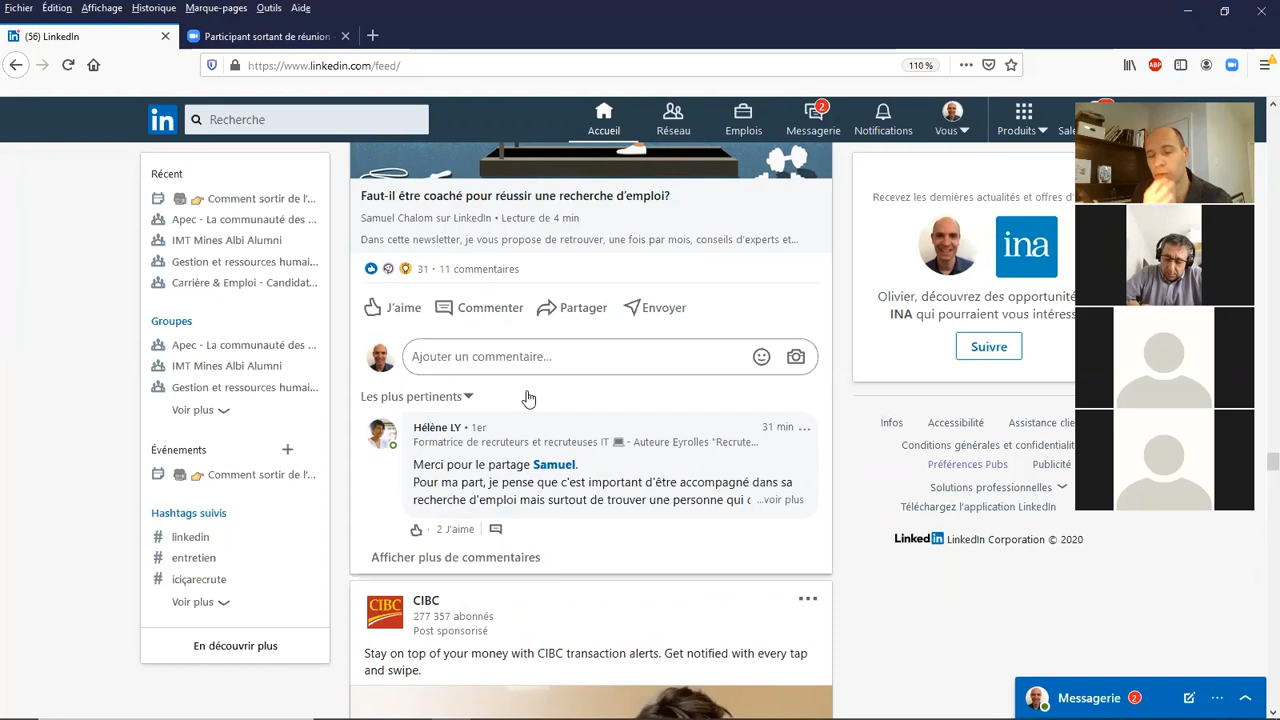 Fichier Édition Affichage Historique Marque-pages Outils Aide
(56) LinkedIn
Participant sortant de réunion
https://www.linkedin.com/feed/
110 %
ABP
in
Recherche
Accueil
Réseau
Emplois
2
Messagerie
Notifications
Vous
Produits
Récent
Comment sortir de l'...
Apec - La communauté des ...
IMT Mines Albi Alumni
Gestion et ressources humai...
Carrière & Emploi - Candidat...
Groupes
Apec - La communauté des ...
IMT Mines Albi Alumni
Gestion et ressources humai...
Voir plus
Événements
Comment sortir de l'...
Hashtags suivis
# linkedin
# entretien
# iciçarecrute
Voir plus
En découvrir plus
Faut-il être coaché pour réussir une recherche d'emploi?
Samuel Chalom sur LinkedIn • Lecture de 4 min
Dans cette newsletter, je vous propose de retrouver, une fois par mois, conseils d'experts et...
31 · 11 commentaires
J'aime
Commenter
Partager
Envoyer
Ajouter un commentaire...
Les plus pertinents
Hélène LY • 1er
31 min
Formatrice de recruteurs et recruteuses IT - Auteure Eyrolles "Recrute...
Merci pour le partage Samuel.
Pour ma part, je pense que c'est important d'être accompagné dans sa
recherche d'emploi mais surtout de trouver une personne qui
...voir plus
2 J'aime
Afficher plus de commentaires
CIBC
CIBC
277 357 abonnés
Post sponsorisé
Stay on top of your money with CIBC transaction alerts. Get notified with every tap
and swipe.
Recevez les dernières actualités et offres d'
ina
Olivier, découvrez des opportunité
INA qui pourraient vous intéress
Suivre
Infos
Accessibilité
Assistance clie
Conditions générales et confidentialit
Préférences Pubs
Publicité
Solutions professionnelles
Téléchargez l'application LinkedIn
LinkedIn LinkedIn Corporation © 2020
Messagerie
2